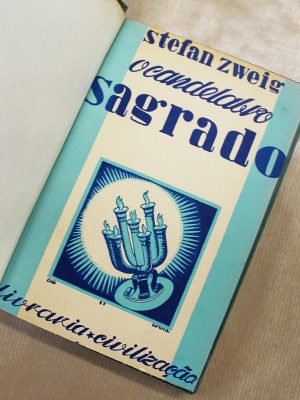 stefan zweig
o candelabro
sagrado
livraria * civilização